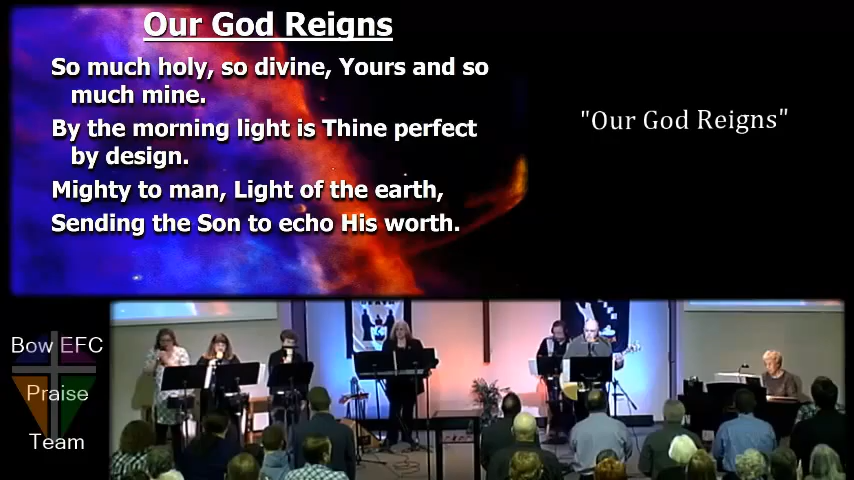 Our God Reigns
So much holy, so divine, Yours and so
much mine.
By the morning light is Thine perfect
by design.
Mighty to man, Light of the earth,
Sending the Son to echo His worth.
"Our God Reigns"
Bow EFC
Praise
Team